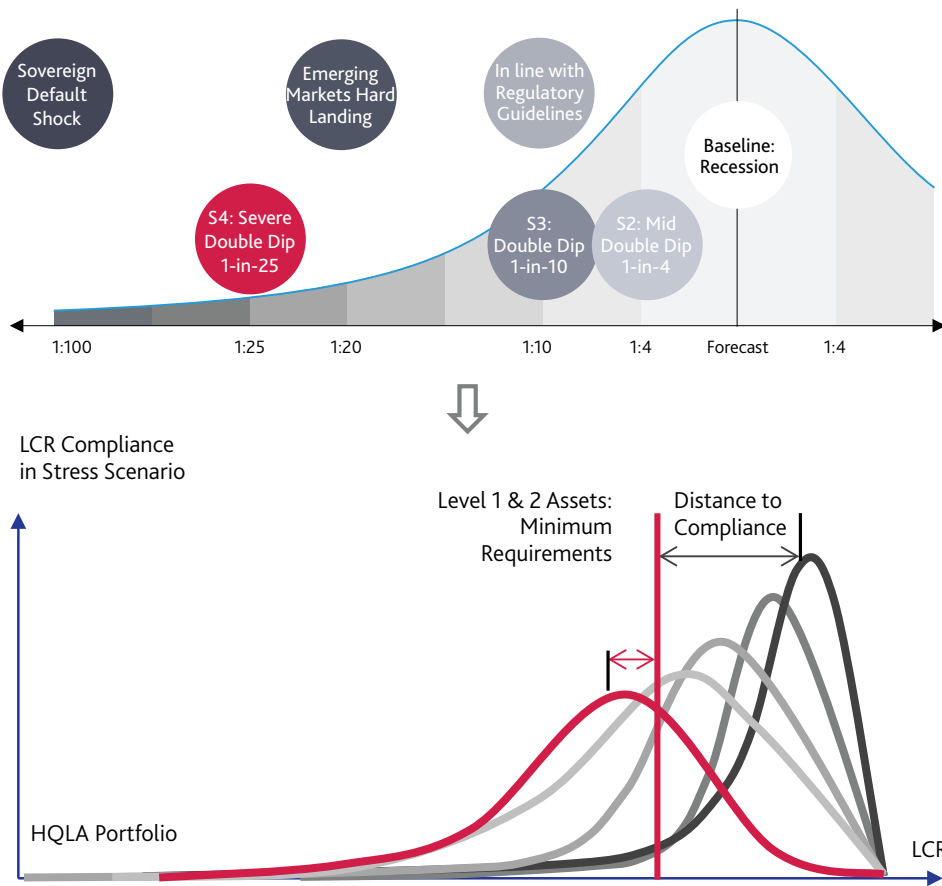 Sovereign
Default
Shock
Emerging
Markets Hard
Landing
In line with
Regulatory
Guidelines
Baseline:
Recession
S4: Severe
Double Dip
1-in-25
S3:
Double Dip
1-in-10
S2: Mid
Double Dip
1-in-4
1:100
1:25
1:20
1:10
1:4
Forecast
1:4
LCR Compliance
in Stress Scenario
Level 1 & 2 Assets:
Minimum
Requirements
Distance to
Compliance
HQLA Portfolio
LCR